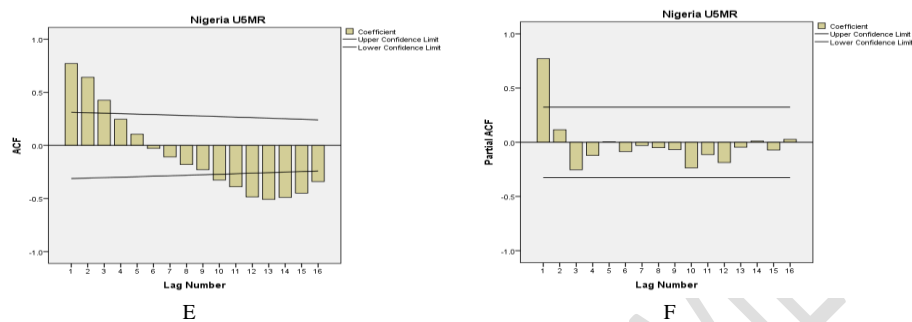 Nigeria U5MR
Coefficient
Upper Confidence Limit
Lower Confidence Limit
1.0
0.5
0.0
-0.5
-1.0
ACF
1 2 3 4 5 6 7 8 9 10 11 12 13 14 15 16
Lag Number
E
Nigeria U5MR
Coefficient
Upper Confidence Limit
Lower Confidence Limit
1.0
0.5
0.0
-0.5
-1.0
Partial ACF
1 2 3 4 5 6 7 8 9 10 11 12 13 14 15 16
Lag Number
F